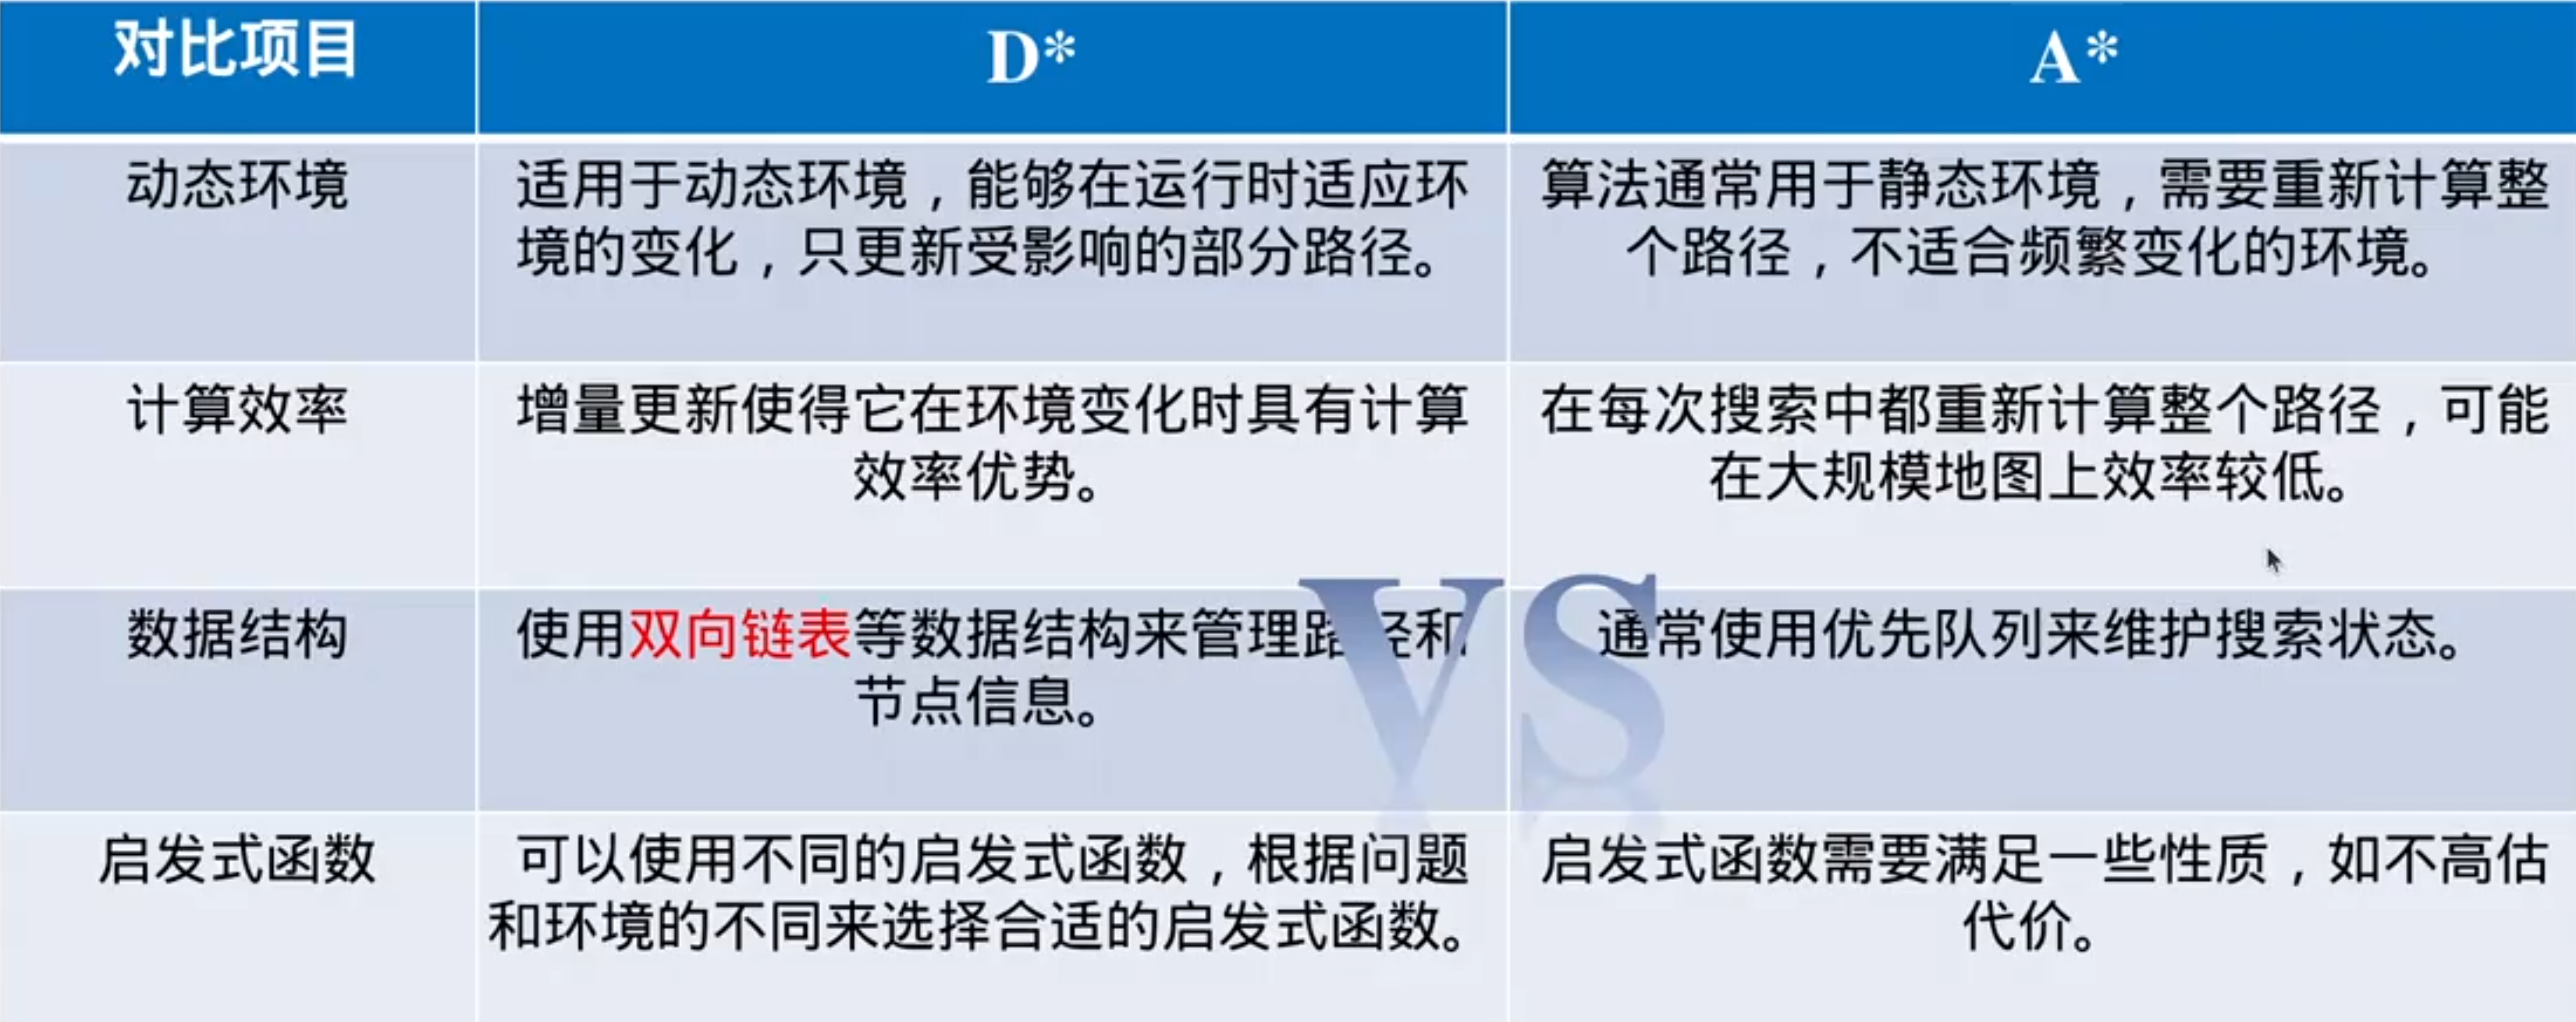 对比项目
D*
A*
动态环境
适用于动态环境，能够在运行时适应环
境的变化，只更新受影响的部分路径。
算法通常用于静态环境，需要重新计算整
个路径，不适合频繁变化的环境。
计算效率
增量更新使得它在环境变化时具有计算
效率优势。
在每次搜索中都重新计算整个路径，可能
在大规模地图上效率较低。
数据结构
使用双向链表等数据结构来管理路径和
节点信息。
通常使用优先队列来维护搜索状态。
VS
启发式函数
可以使用不同的启发式函数，根据问题
和环境的不同来选择合适的启发式函数。
启发式函数需要满足一些性质，如不高估
代价。